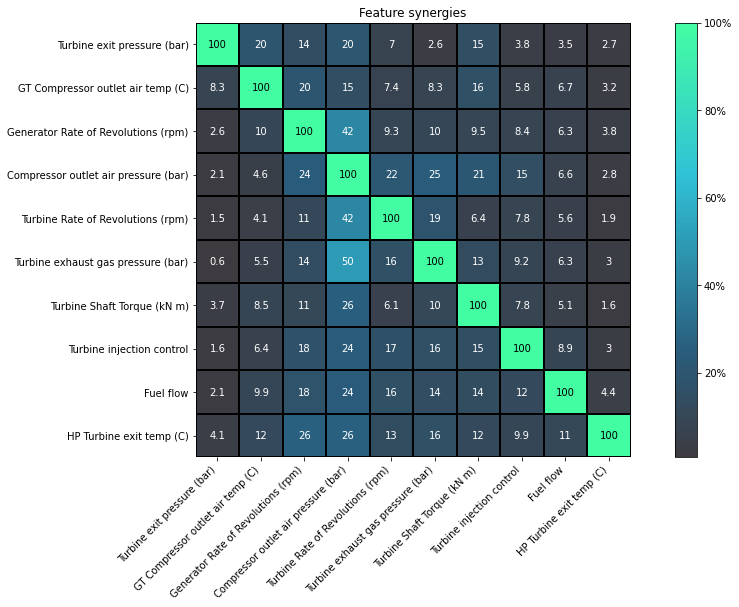 Feature synergies
Turbine exit pressure (bar) 100 20 14 20 7 2.6 15 3.8 3.5 2.7
GT Compressor outlet air temp (C) 8.3 100 20 15 7.4 8.3 16 5.8 6.7 3.2
Generator Rate of Revolutions (rpm) 2.6 10 100 42 9.3 10 9.5 8.4 6.3 3.8
Compressor outlet air pressure (bar) 2.1 4.6 24 100 22 25 21 15 6.6 2.8
Turbine Rate of Revolutions (rpm) 1.5 4.1 11 42 100 19 6.4 7.8 5.6 1.9
Turbine exhaust gas pressure (bar) 0.6 5.5 14 50 16 100 13 9.2 6.3 3
Turbine Shaft Torque (kN m) 3.7 8.5 11 26 6.1 10 100 7.8 5.1 1.6
Turbine injection control 1.6 6.4 18 24 17 16 15 100 8.9 3
Fuel flow 2.1 9.9 18 24 16 14 14 12 100 4.4
HP Turbine exit temp (C) 4.1 12 26 26 13 16 12 9.9 11 100
Turbine exit pressure (bar)
GT Compressor outlet air temp (C)
Generator Rate of Revolutions (rpm)
Compressor outlet air pressure (bar)
Turbine Rate of Revolutions (rpm)
Turbine exhaust gas pressure (bar)
Turbine Shaft Torque (kN m)
Turbine injection control
Fuel flow
HP Turbine exit temp (C)
100%
80%
60%
40%
20%